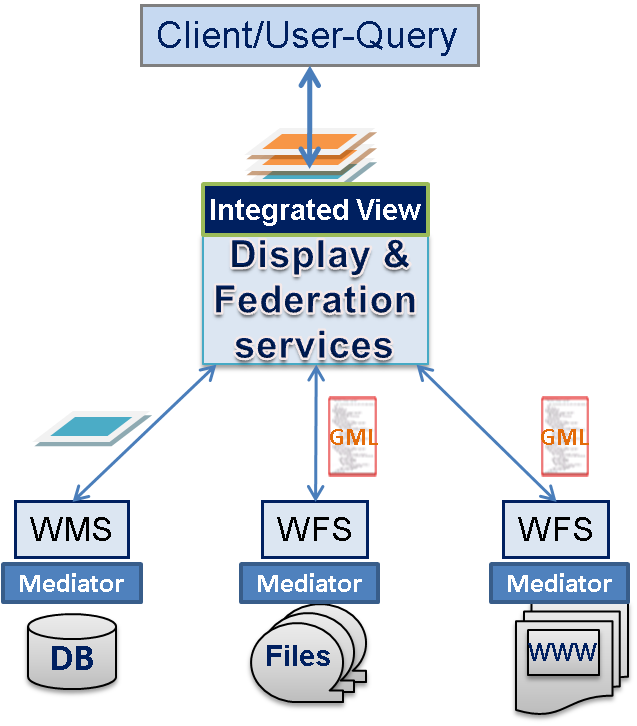 Client/User-Query
Integrated View
Display &
Federation
services
GML
GML
WMS
WFS
WFS
Mediator
Mediator
Mediator
DB
Files
WWW